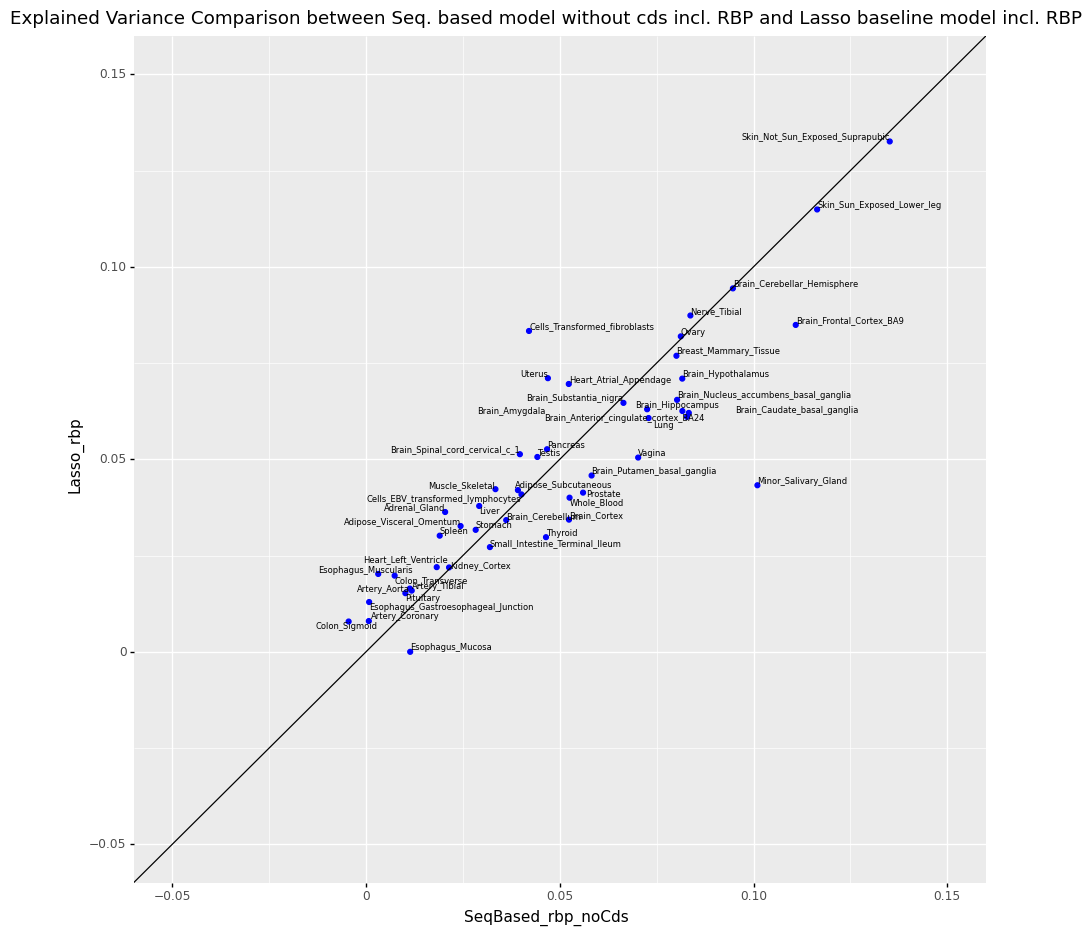 Explained Variance Comparison between Seq. based model without cds incl. RBP and Lasso baseline model incl. RBP
0.15
Skin_Not_Sun_Exposed_Suprapubic
Skin_Sun_Exposed_Lower_leg
0.10
Brain_Cerebellar_Hemisphere
Nerve_Tibial
Brain_Frontal_Cortex_BA9
Cells_Transformed_fibroblasts
Ovary
Breast_Mammary_Tissue
Uterus
Heart_Atrial_Appendage
Brain_Hypothalamus
Brain_Substantia_nigra
Brain_Nucleus_accumbens_basal_ganglia
Brain_Amygdala
Brain_Hippocampus
Brain_Caudate_basal_ganglia
Brain_Anterior_cingulate_cortex_BA24
Lung
Brain_Spinal_cord_cervical_c_1
Pancreas
Testis
Vagina
0.05
Brain_Putamen_basal_ganglia
Minor_Salivary_Gland
Muscle_Skeletal
Adipose_Subcutaneous
Prostate
Cells_EBV_transformed_lymphocytes
Whole_Blood
Adrenal_Gland
Liver
Brain_Cerebellum
Brain_Cortex
Adipose_Visceral_Omentum
Stomach
Spleen
Thyroid
Small_Intestine_Terminal_Ileum
Heart_Left_Ventricle
Kidney_Cortex
Esophagus_Muscularis
Colon_Transverse
Artery_Aorta
Artery_Tibial
Pituitary
Esophagus_Gastroesophageal_Junction
Artery_Coronary
Colon_Sigmoid
Esophagus_Mucosa
0
−0.05
−0.05
0
0.05
0.10
0.15
Lasso_rbp
SeqBased_rbp_noCds